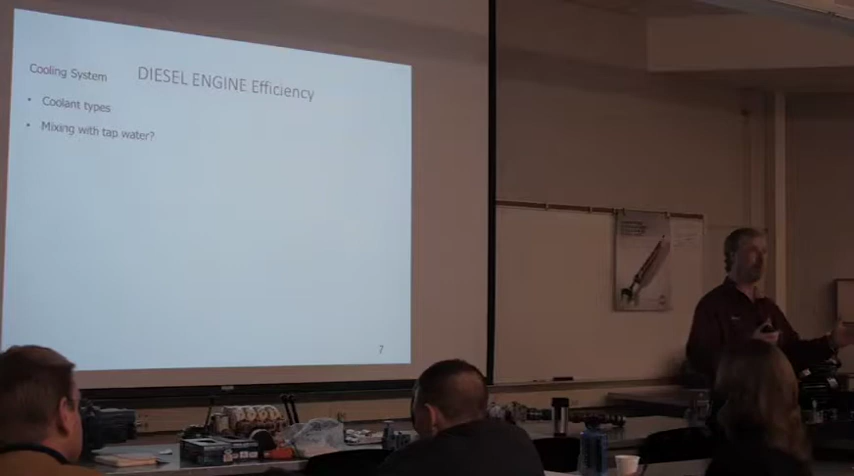 DIESEL ENGINE Efficiency
Cooling System
• Coolant types
• Mixing with tap water?
7